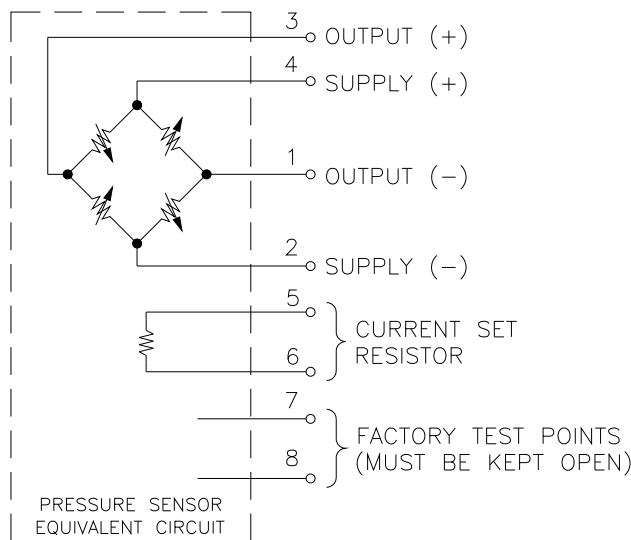 3
OUTPUT (+)
4
SUPPLY (+)
1
OUTPUT (−)
2
SUPPLY (−)
5
CURRENT SET
RESISTOR
6
7
FACTORY TEST POINTS
(MUST BE KEPT OPEN)
8
PRESSURE SENSOR
EQUIVALENT CIRCUIT